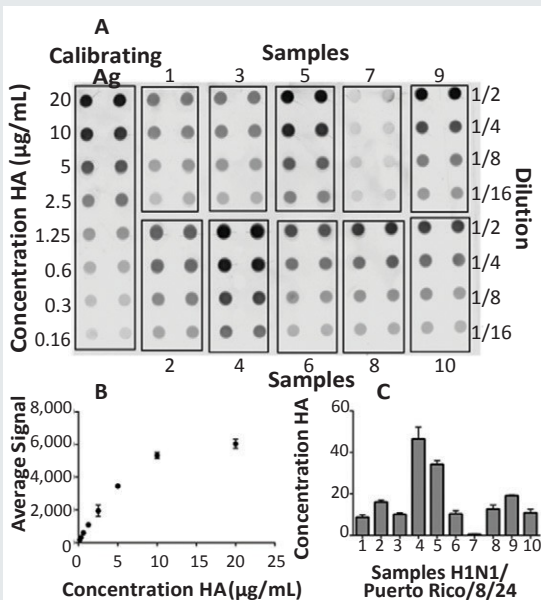 A
Calibrating Ag
Samples
1 3 5 7 9
Concentration HA (µg/mL)
20
10
5
2.5
1.25
0.6
0.3
0.16
1/2
1/4
1/8
1/16
1/2
1/4
1/8
1/16
Dilution
2 4 6 8 10
Samples
B
Average Signal
8,000
6,000
4,000
2,000
0
0 5 10 15 20 25
Concentration HA (µg/mL)
C
Concentration HA
60
40
20
0
1 2 3 4 5 6 7 8 9 10
Samples H1N1/
Puerto Rico/8/24